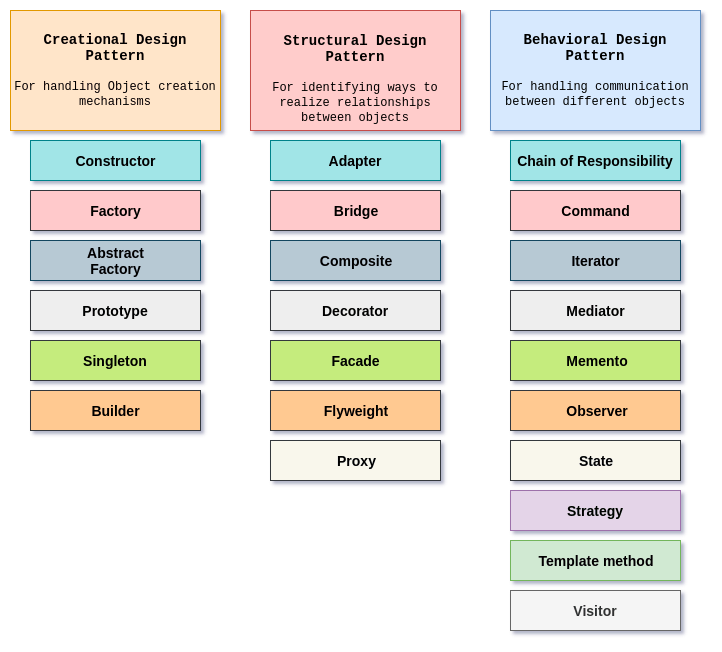 Creational Design
Pattern
For handling Object creation
mechanisms
Constructor
Factory
Abstract
Factory
Prototype
Singleton
Builder
Structural Design
Pattern
For identifying ways to
realize relationships
between objects
Adapter
Bridge
Composite
Decorator
Facade
Flyweight
Proxy
Behavioral Design
Pattern
For handling communication
between different objects
Chain of Responsibility
Command
Iterator
Mediator
Memento
Observer
State
Strategy
Template method
Visitor